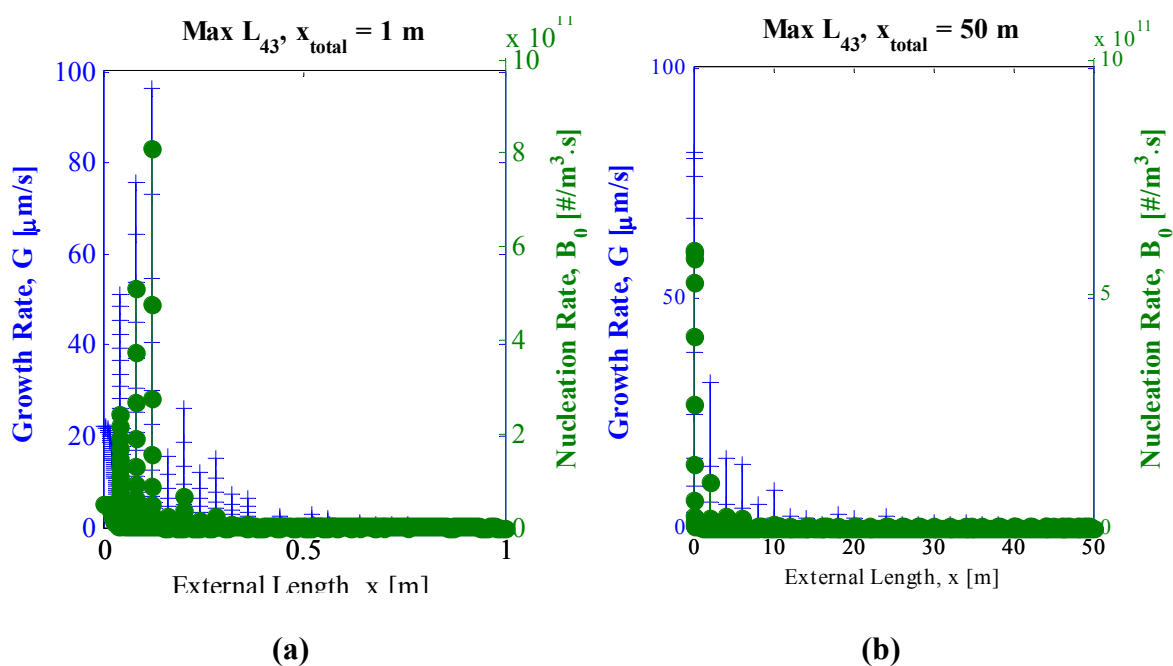 Max L43, xtotal = 1 m
x 10^11
Growth Rate, G [μm/s]
100
80
60
40
20
0
10
8
6
4
2
0
Nucleation Rate, B0 [#/m³.s]
0
0.5
1
External Length, x [m]
(a)
Max L43, xtotal = 50 m
x 10^11
Growth Rate, G [μm/s]
100
50
0
10
5
0
Nucleation Rate, B0 [#/m³.s]
0
10
20
30
40
50
External Length, x [m]
(b)